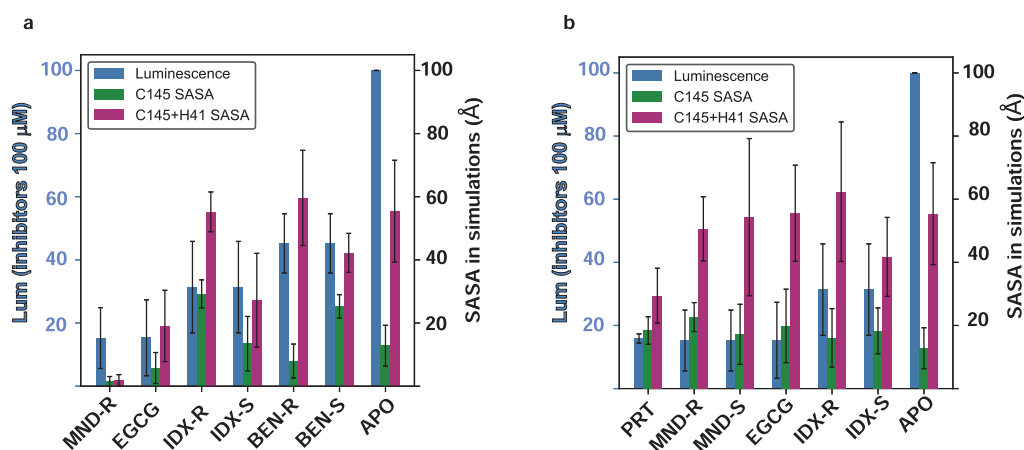 a
Lum (inhibitors 100 µM)
100
80
60
40
20
Luminescence
C145 SASA
C145+H41 SASA
100
80
60
40
20
SASA in simulations (Å)
MND-R
EGCG
IDX-R
IDX-S
BEN-R
BEN-S
APO
b
Lum (inhibitors 100 µM)
100
80
60
40
20
Luminescence
C145 SASA
C145+H41 SASA
100
80
60
40
20
SASA in simulations (Å)
PRT
MND-R
MND-S
EGCG
IDX-R
IDX-S
APO